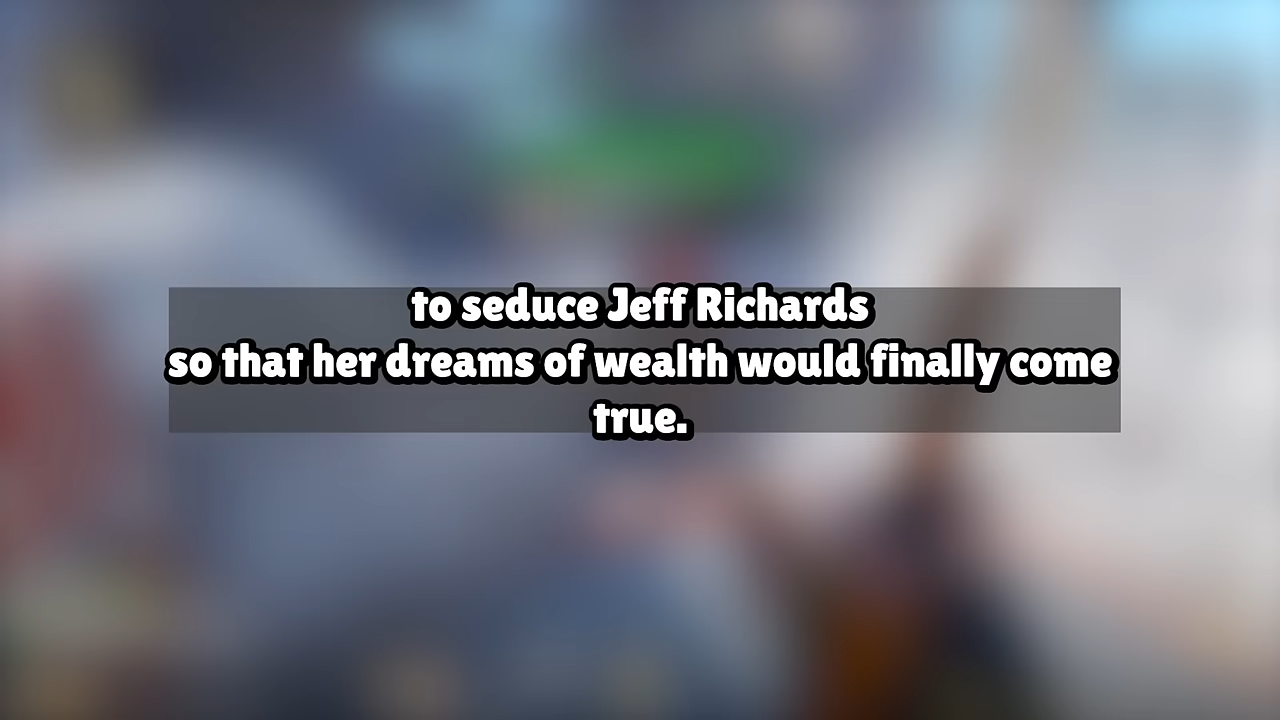 to seduce Jeff Richards
so that her dreams of wealth would finally come
true.